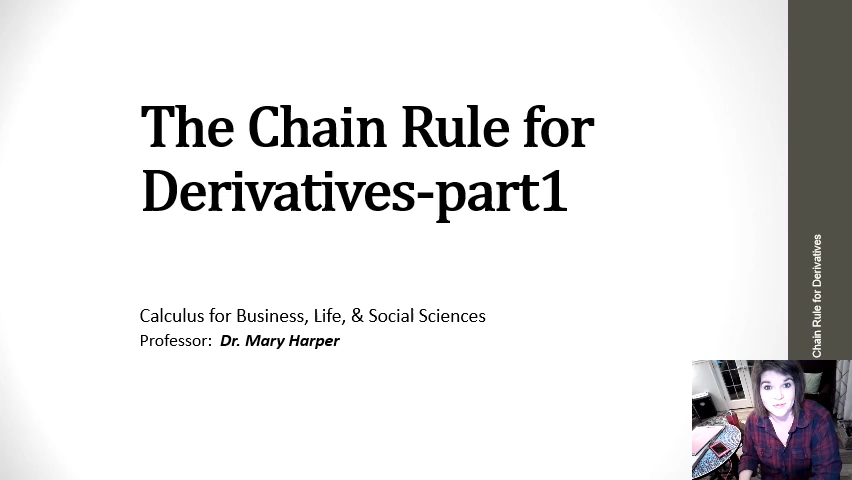 The Chain Rule for
Derivatives-part1
Calculus for Business, Life, & Social Sciences
Professor: Dr. Mary Harper
Chain Rule for Derivatives